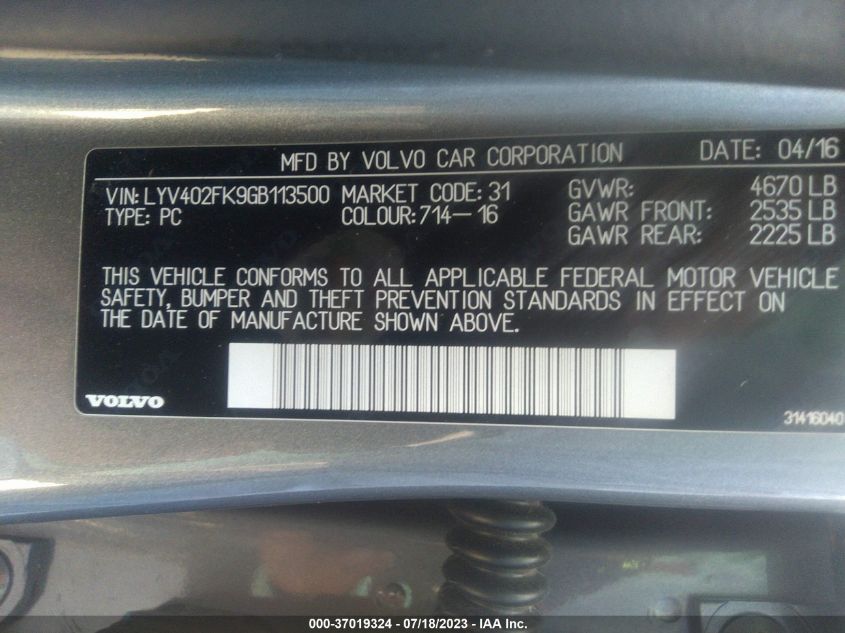 MFD BY VOLVO CAR CORPORATION DATE: 04/16
VIN: LYV402FK9GB113500 MARKET CODE: 31 GVWR: 4670 LB
TYPE: PC COLOUR: 714-16 GAWR FRONT: 2535 LB
GAWR REAR: 2225 LB
THIS VEHICLE CONFORMS TO ALL APPLICABLE FEDERAL MOTOR VEHICLE
SAFETY, BUMPER AND THEFT PREVENTION STANDARDS IN EFFECT ON
THE DATE OF MANUFACTURE SHOWN ABOVE.
VOLVO
31416040
000-37019324 - 07/18/2023 - IAA Inc.